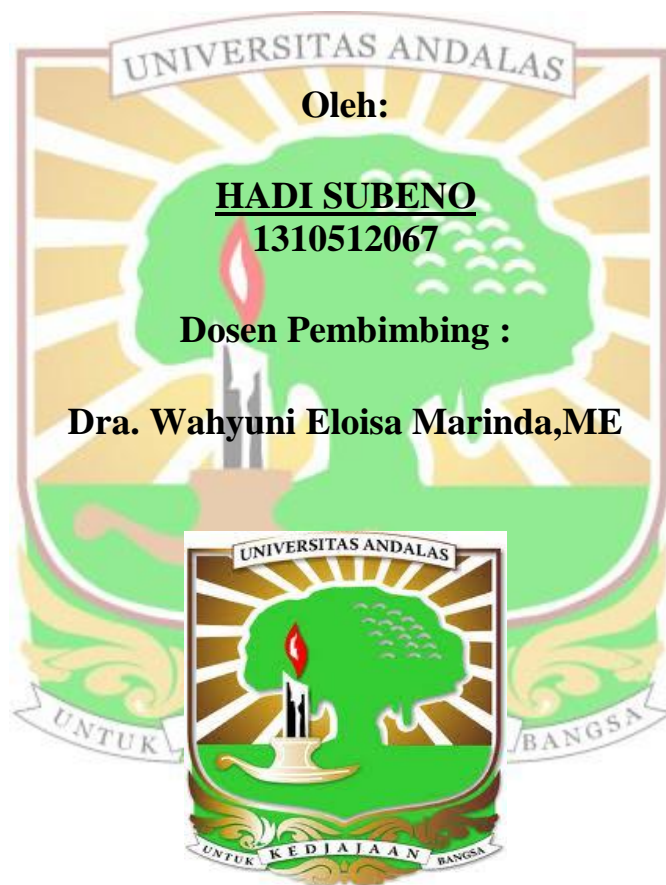 UNIVERSITAS ANDALAS
Oleh:
HADI SUBENO
1310512067
Dosen Pembimbing :
Dra. Wahyuni Eloisa Marinda,ME
UNIVERSITAS ANDALAS
UNTUK BANGSA
UNTUK KEDJAJAAN BANGSA